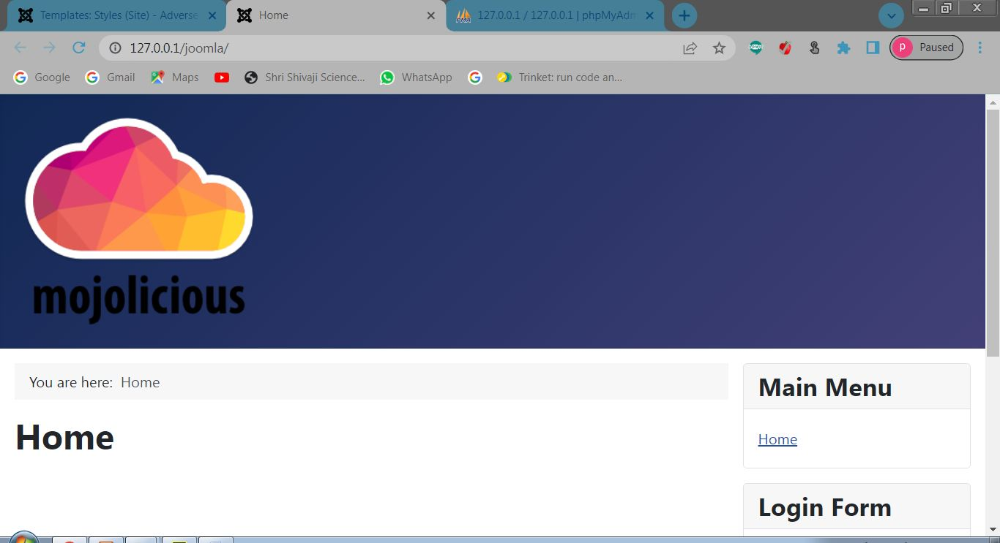 Templates: Styles (Site) - Adverse
Home
127.0.0.1 / 127.0.0.1 | phpMyAdm
127.0.0.1/joomla/
P Paused
Google
Gmail
Maps
Shri Shivaji Science...
WhatsApp
Trinket: run code an...
mojolicious
You are here: Home
Home
Main Menu
Home
Login Form